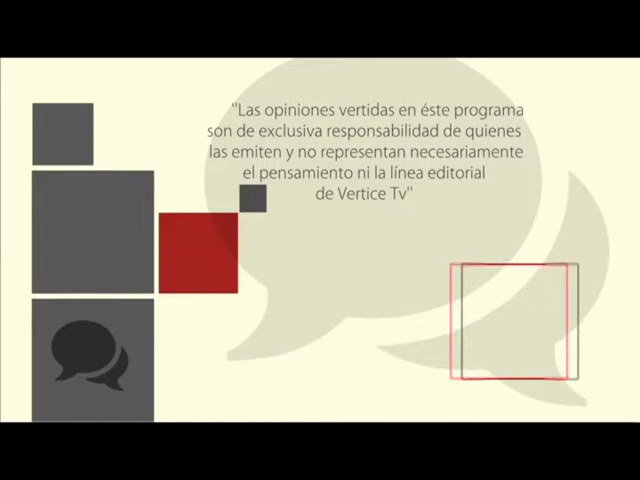 "Las opiniones vertidas en éste programa
son de exclusiva responsabilidad de quienes
las emiten y no representan necesariamente
el pensamiento ni la línea editorial
de Vertice Tv"